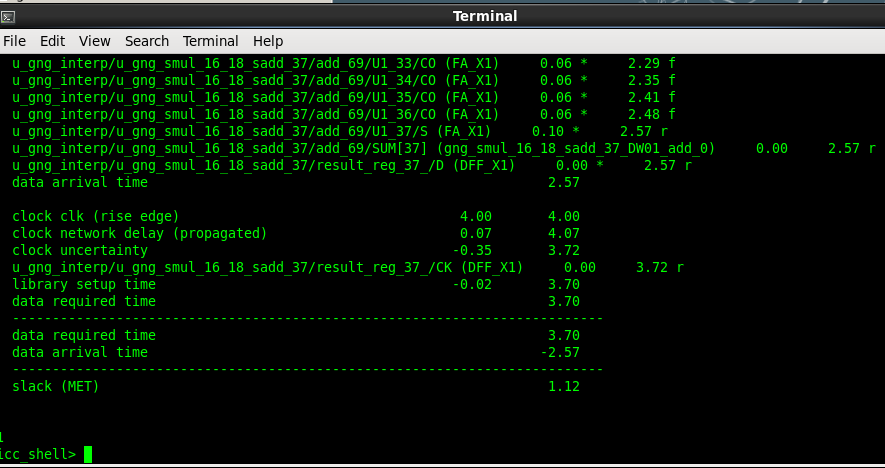 Terminal
File Edit View Search Terminal Help
u_gng_interp/u_gng_smul_16_18_sadd_37/add_69/U1_33/CO (FA_X1) 0.06 * 2.29 f
u_gng_interp/u_gng_smul_16_18_sadd_37/add_69/U1_34/CO (FA_X1) 0.06 * 2.35 f
u_gng_interp/u_gng_smul_16_18_sadd_37/add_69/U1_35/CO (FA_X1) 0.06 * 2.41 f
u_gng_interp/u_gng_smul_16_18_sadd_37/add_69/U1_36/CO (FA_X1) 0.06 * 2.48 f
u_gng_interp/u_gng_smul_16_18_sadd_37/add_69/U1_37/S (FA_X1) 0.10 * 2.57 r
u_gng_interp/u_gng_smul_16_18_sadd_37/add_69/SUM[37] (gng_smul_16_18_sadd_37_DW01_add_0) 0.00 2.57 r
u_gng_interp/u_gng_smul_16_18_sadd_37/result_reg_37_/D (DFF_X1) 0.00 * 2.57 r
data arrival time 2.57
clock clk (rise edge) 4.00 4.00
clock network delay (propagated) 0.07 4.07
clock uncertainty -0.35 3.72
u_gng_interp/u_gng_smul_16_18_sadd_37/result_reg_37_/CK (DFF_X1) 0.00 3.72 r
library setup time -0.02 3.70
data required time 3.70
--------------------------------------------------------------------------
data required time 3.70
data arrival time -2.57
--------------------------------------------------------------------------
slack (MET) 1.12
1
icc_shell>